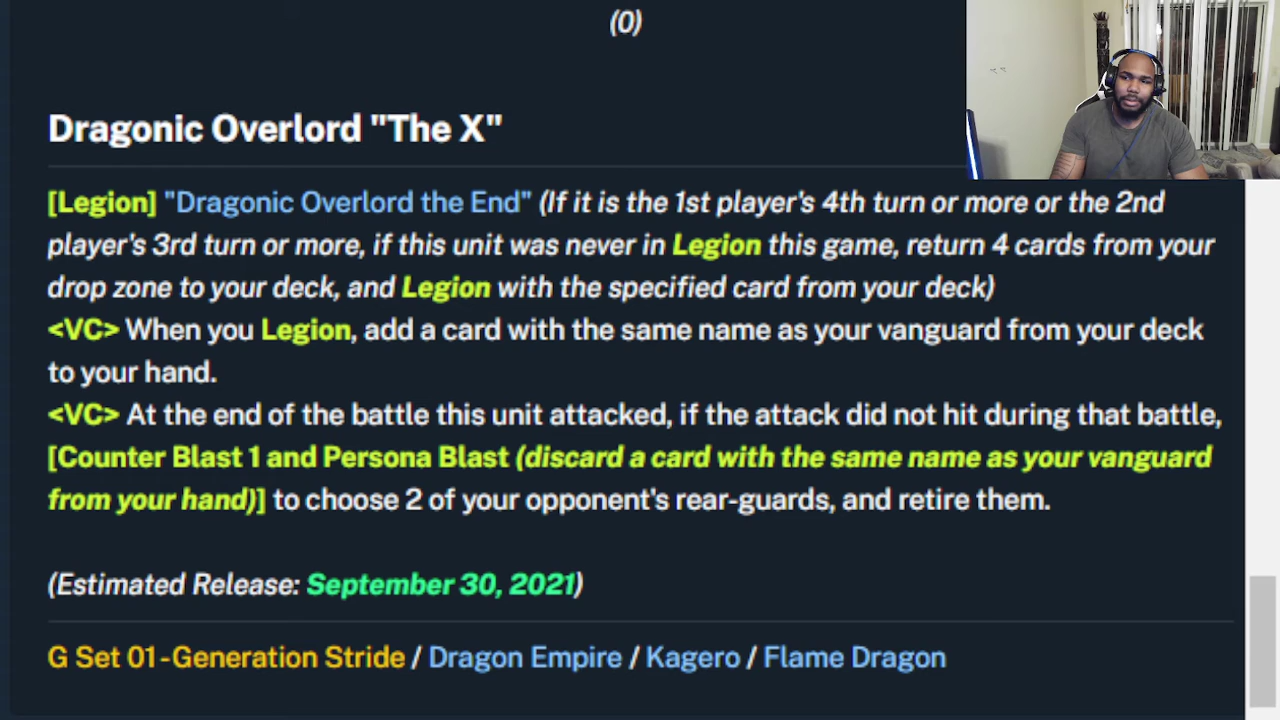 (0)
Dragonic Overlord "The X"
[Legion] "Dragonic Overlord the End" (If it is the 1st player's 4th turn or more or the 2nd
player's 3rd turn or more, if this unit was never in Legion this game, return 4 cards from your
drop zone to your deck, and Legion with the specified card from your deck)
<VC> When you Legion, add a card with the same name as your vanguard from your deck
to your hand.
<VC> At the end of the battle this unit attacked, if the attack did not hit during that battle,
[Counter Blast 1 and Persona Blast (discard a card with the same name as your vanguard
from your hand)] to choose 2 of your opponent's rear-guards, and retire them.
(Estimated Release: September 30, 2021)
G Set 01 - Generation Stride / Dragon Empire / Kagero / Flame Dragon